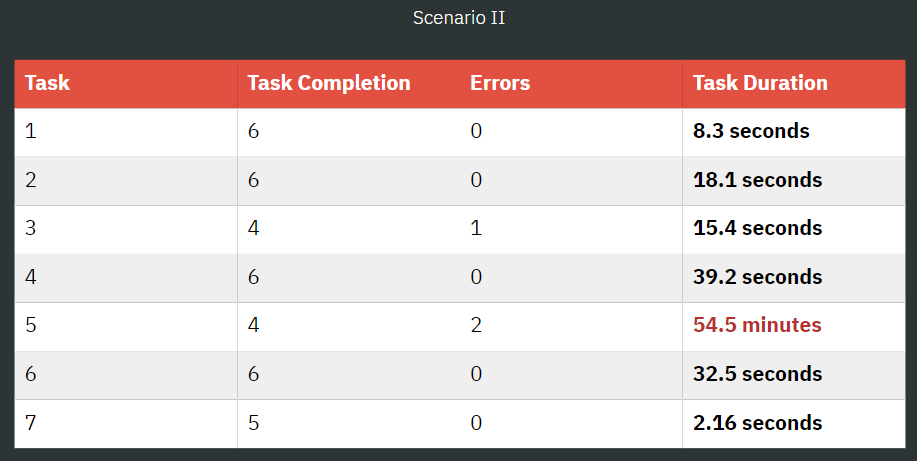 Scenario II
Task Task Completion Errors Task Duration
1 6 0 8.3 seconds
2 6 0 18.1 seconds
3 4 1 15.4 seconds
4 6 0 39.2 seconds
5 4 2 54.5 minutes
6 6 0 32.5 seconds
7 5 0 2.16 seconds